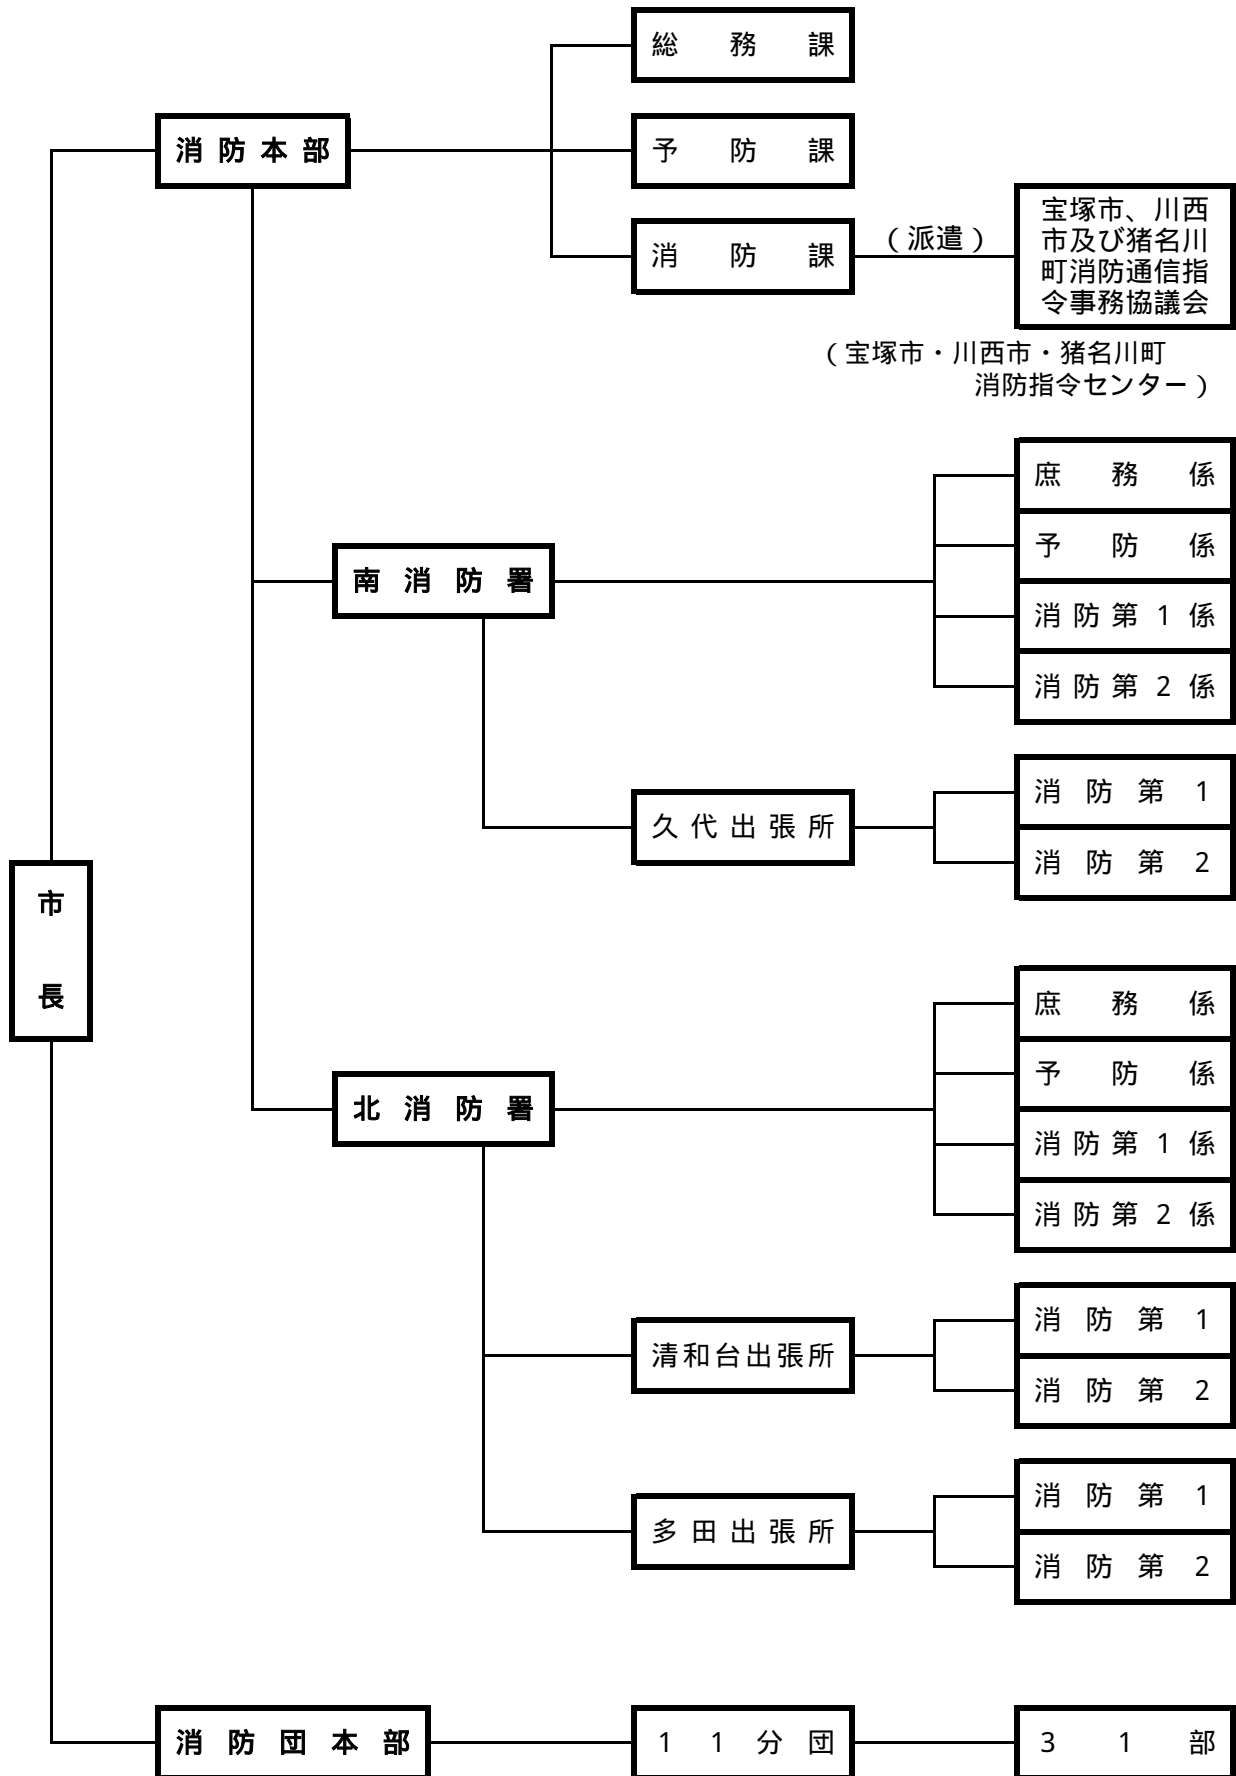 総務課
消防本部
予防課
消防課
（派遣）
宝塚市、川西
市及び猪名川
町消防通信指
令事務協議会
（宝塚市・川西市・猪名川町
消防指令センター）
庶務係
予防係
南消防署
消防第1係
消防第2係
消防第1
久代出張所
消防第2
市
長
庶務係
予防係
北消防署
消防第1係
消防第2係
消防第1
清和台出張所
消防第2
消防第1
多田出張所
消防第2
消防団本部
11分団
31部